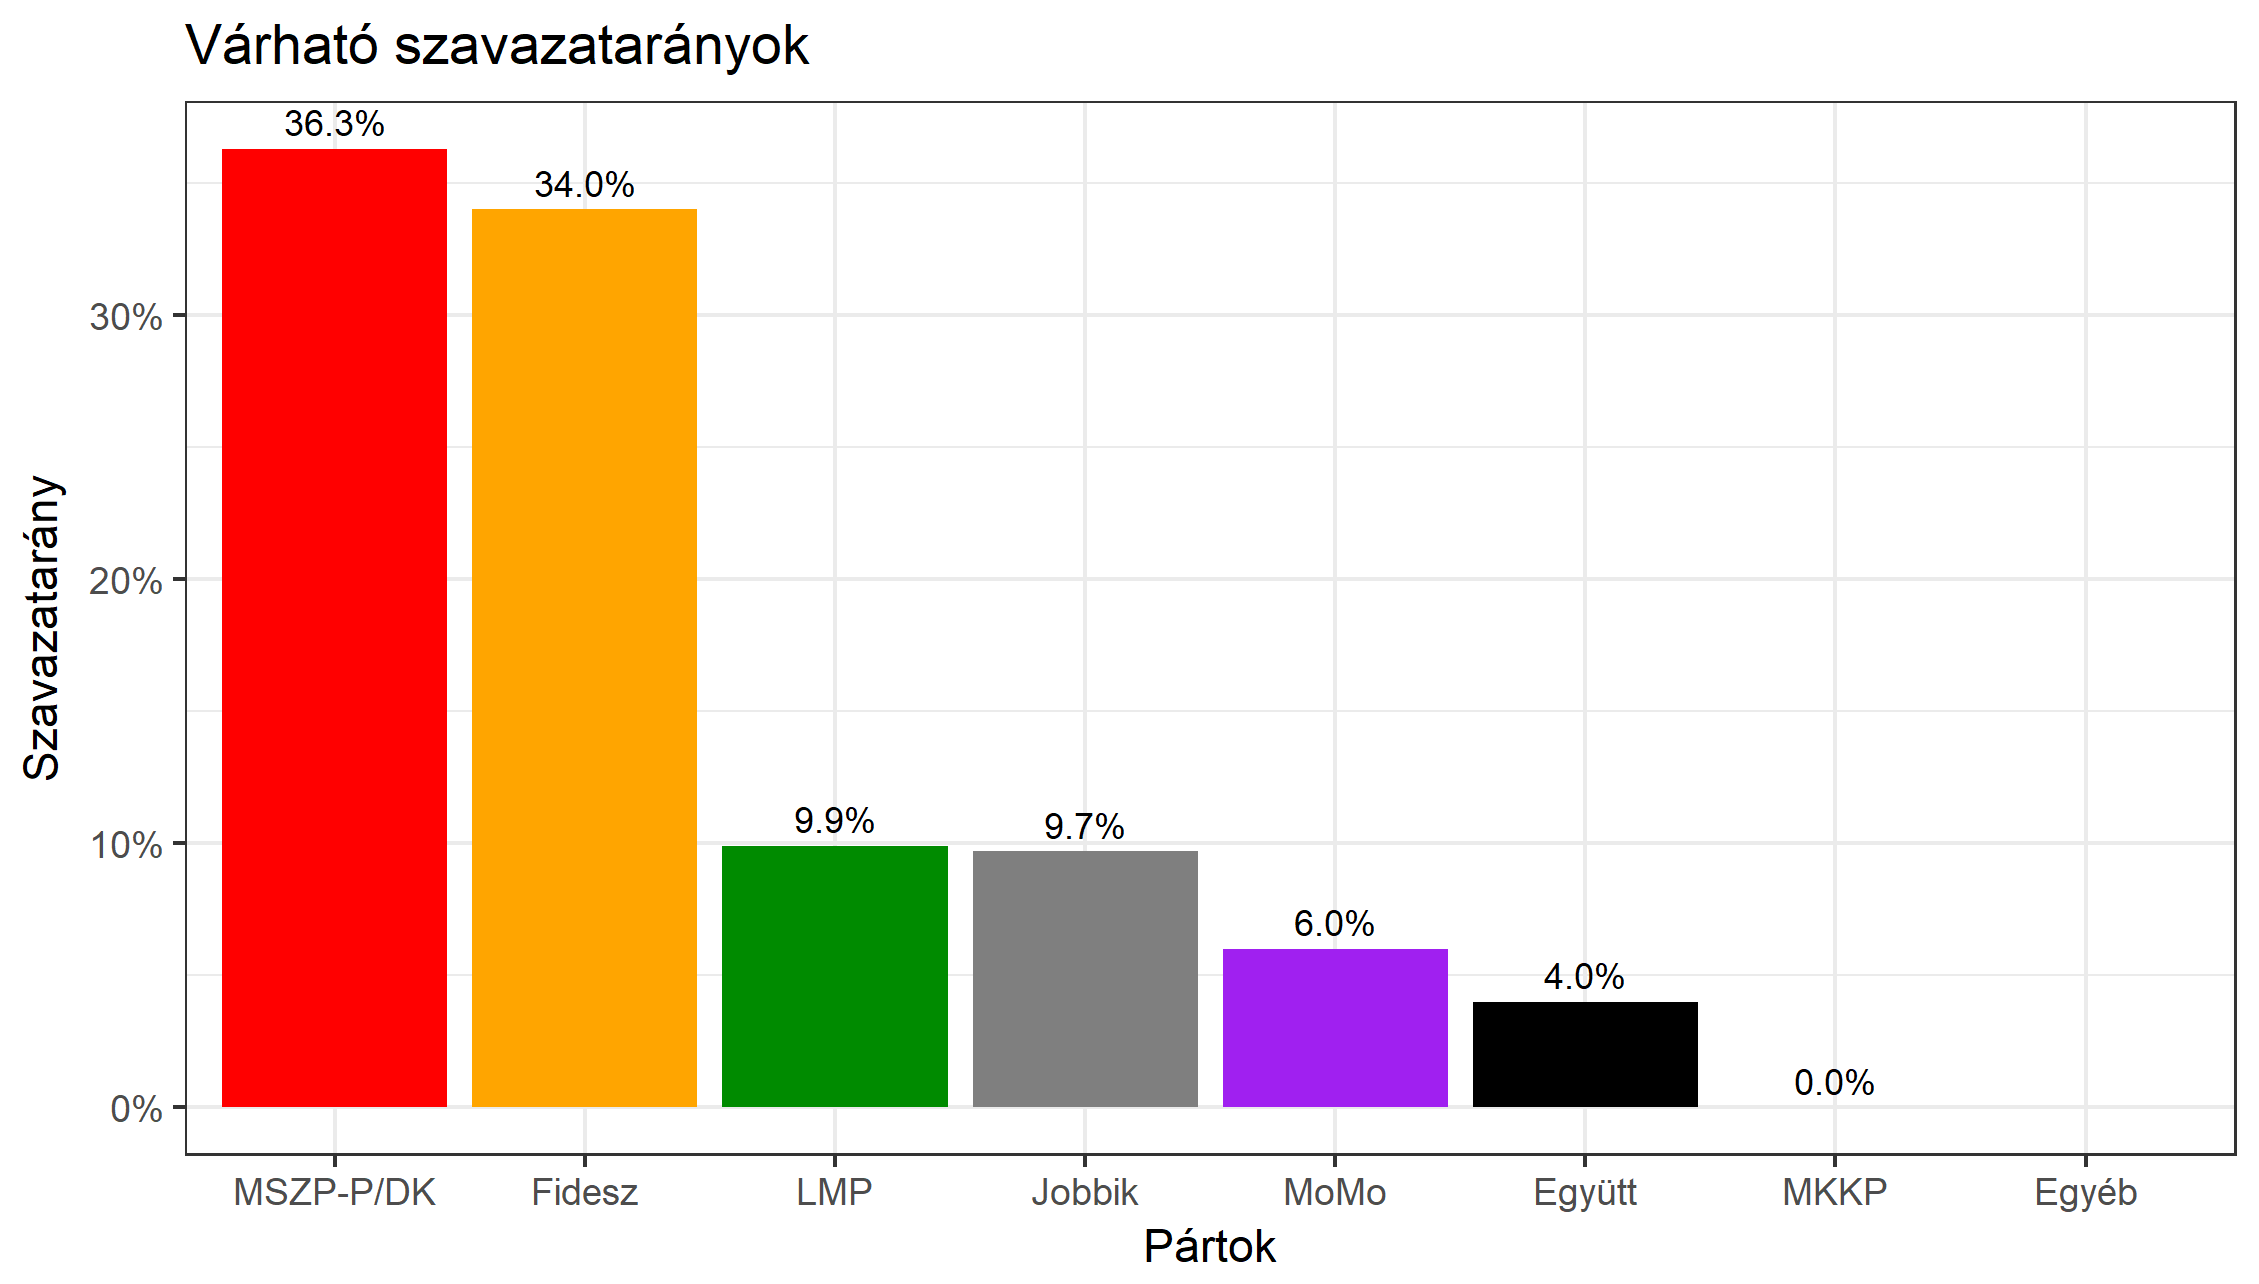 Várható szavazatarányok
36.3%
34.0%
9.9%
9.7%
6.0%
4.0%
0.0%
30%
20%
10%
0%
Szavazatarány
MSZP-P/DK Fidesz LMP Jobbik MoMo Együtt MKKP Egyéb
Pártok